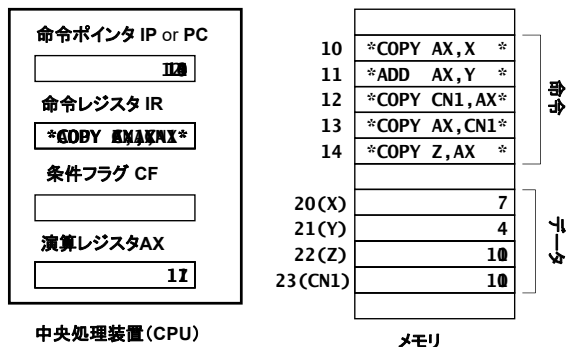 命令ポインタ IP or PC
命令レジスタ IR
条件フラグ CF
演算レジスタAX
中央処理装置(CPU)
10 *COPY AX,X *
11 *ADD AX,Y *
12 *COPY CN1,AX*
13 *COPY AX,CN1*
14 *COPY Z,AX *
命令
20(X) 7
21(Y) 4
22(Z)
23(CN1)
データ
メモリ